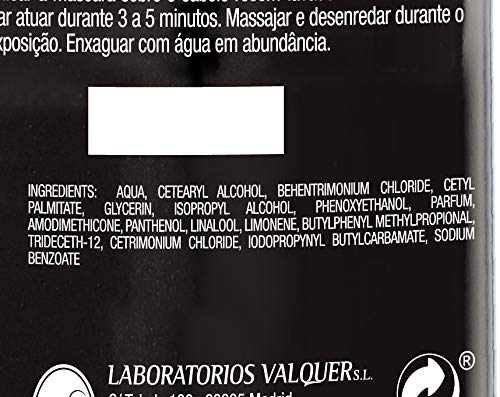 ar atuar durante 3 a 5 minutos. Massajar e desenredar durante o
xposição. Enxaguar com água em abundância.
INGREDIENTS: AQUA, CETEARYL ALCOHOL, BEHENTRIMONIUM CHLORIDE, CETYL
PALMITATE, GLYCERIN, ISOPROPYL ALCOHOL, PHENOXYETHANOL, PARFUM,
AMODIMETHICONE, PANTHENOL, LINALOOL, LIMONENE, BUTYLPHENYL METHYLPROPIONAL,
TRIDECETH-12, CETRIMONIUM CHLORIDE, IODOPROPYNYL BUTYLCARBAMATE, SODIUM
BENZOATE
LABORATORIOS VALQUER S.L.
®